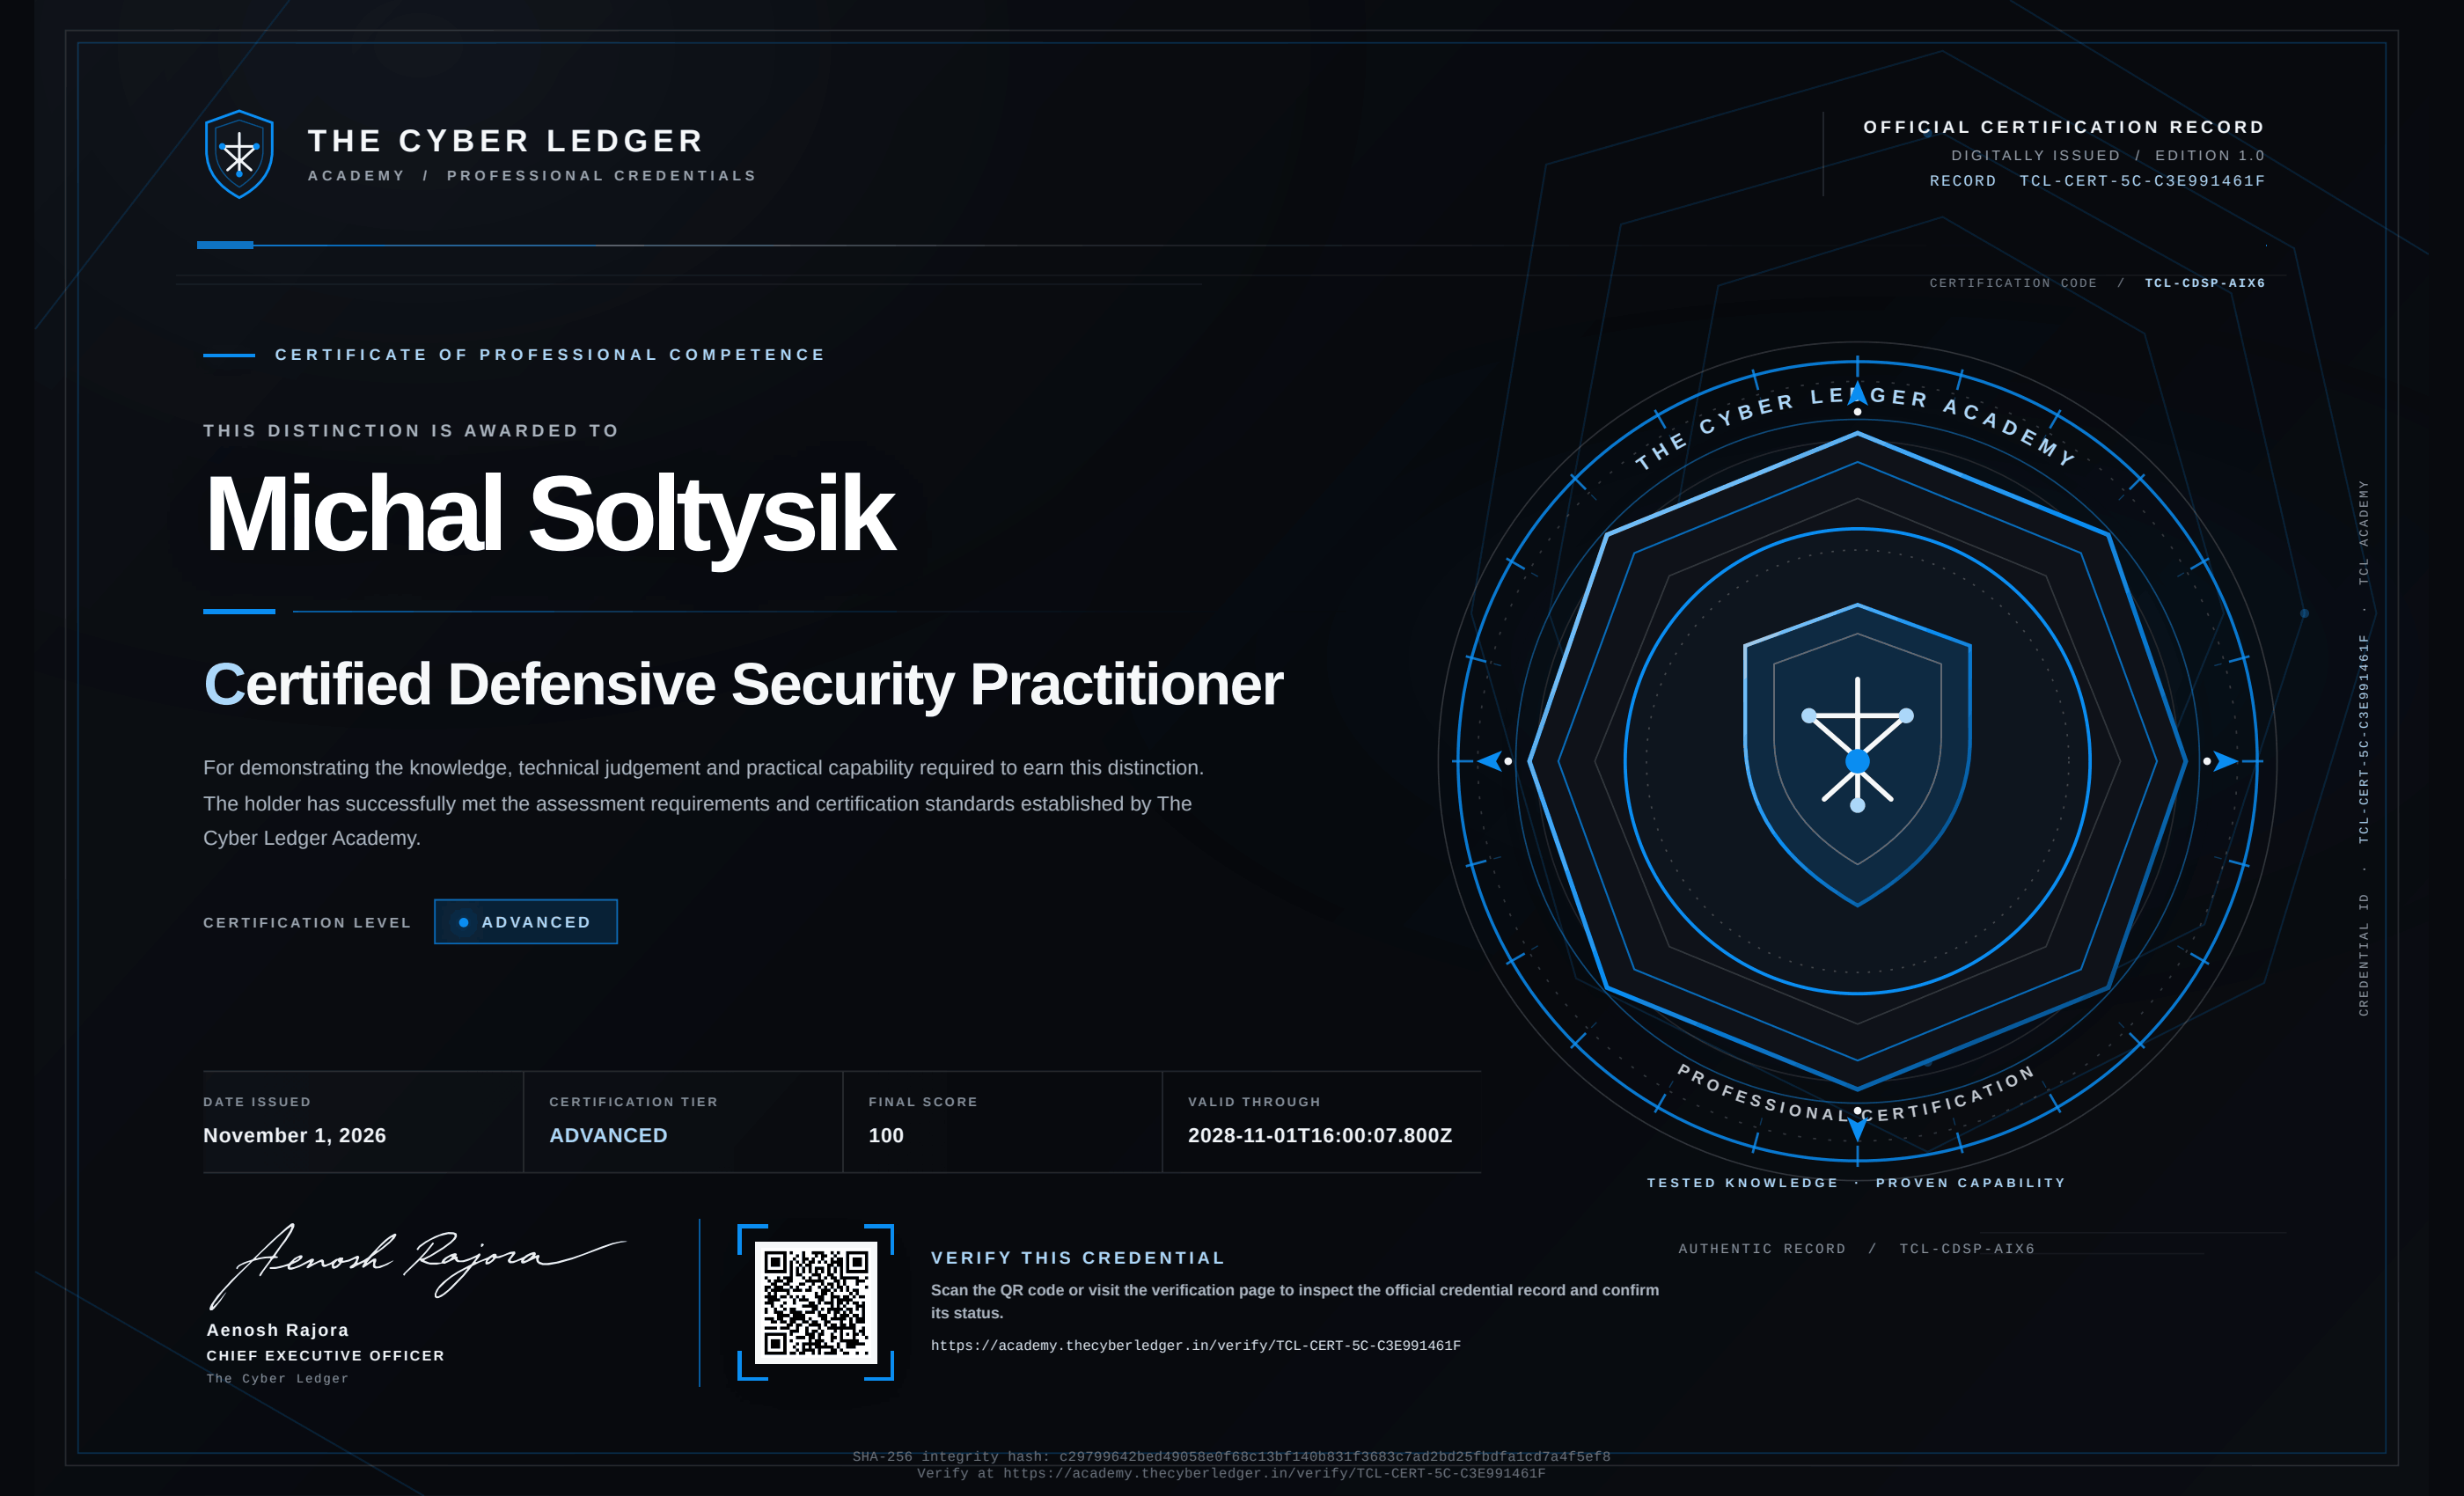 THE CYBER LEDGER
ACADEMY / PROFESSIONAL CREDENTIALS
OFFICIAL CERTIFICATION RECORD
DIGITALLY ISSUED / EDITION 1.0
RECORD TCL-CERT-5C-C3E991461F
CERTIFICATION CODE / TCL-CDSP-AIX6
CERTIFICATE OF PROFESSIONAL COMPETENCE
THIS DISTINCTION IS AWARDED TO
Michal Soltysik
Certified Defensive Security Practitioner
For demonstrating the knowledge, technical judgement and practical capability required to earn this distinction.
The holder has successfully met the assessment requirements and certification standards established by The
Cyber Ledger Academy.
CERTIFICATION LEVEL ADVANCED
THE CYBER LEDGER ACADEMY
PROFESSIONAL CERTIFICATION
TESTED KNOWLEDGE · PROVEN CAPABILITY
AUTHENTIC RECORD / TCL-CDSP-AIX6
CREDENTIAL ID · TCL-CERT-5C-C3E991461F · TCL ACADEMY
DATE ISSUED
November 1, 2026
CERTIFICATION TIER
ADVANCED
FINAL SCORE
100
VALID THROUGH
2028-11-01T16:00:07.800Z
Aenosh Rajora
Aenosh Rajora
CHIEF EXECUTIVE OFFICER
The Cyber Ledger
VERIFY THIS CREDENTIAL
Scan the QR code or visit the verification page to inspect the official credential record and confirm
its status.
https://academy.thecyberledger.in/verify/TCL-CERT-5C-C3E991461F
SHA-256 integrity hash: c29799642bed49058e0f68c13bf140b831f3683c7ad2bd25fbdfa1cd7a4f5ef8
Verify at https://academy.thecyberledger.in/verify/TCL-CERT-5C-C3E991461F